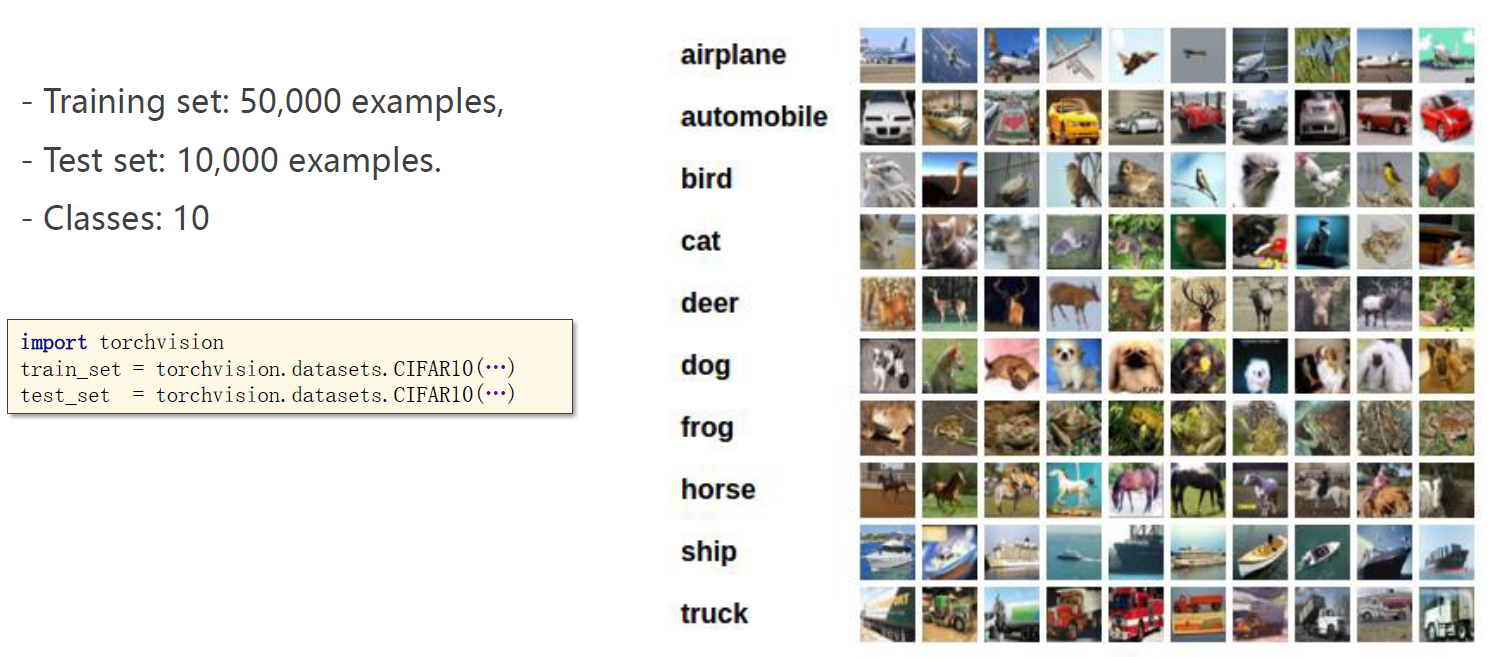 - Training set: 50,000 examples,
- Test set: 10,000 examples.
- Classes: 10
import torchvision
train_set = torchvision.datasets.CIFAR10(⋯)
test_set  = torchvision.datasets.CIFAR10(⋯)
airplane
automobile
bird
cat
deer
dog
frog
horse
ship
truck